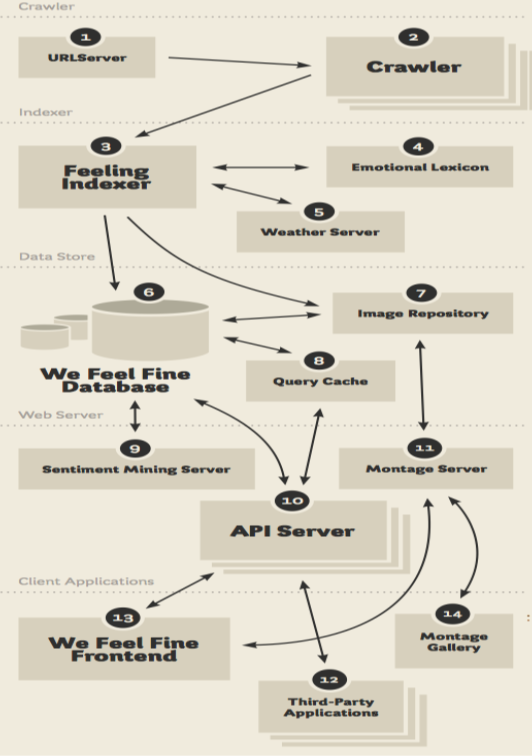 Crawler
1
URLServer
2
Crawler
Indexer
3
Feeling
Indexer
4
Emotional Lexicon
5
Weather Server
Data Store
6
We Feel Fine
Database
7
Image Repository
8
Query Cache
Web Server
9
Sentiment Mining Server
10
API Server
11
Montage Server
Client Applications
13
We Feel Fine
Frontend
14
Montage
Gallery
12
Third-Party
Applications